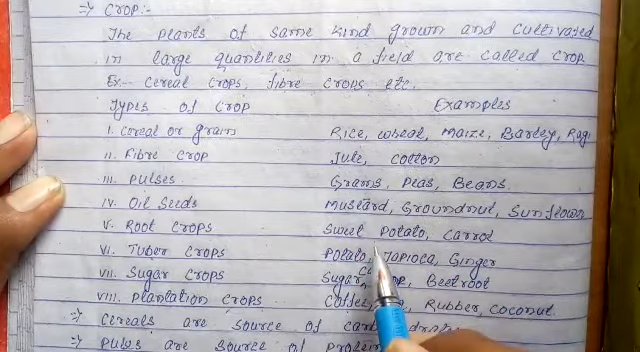 ⇒ Crop:-
The plants of same kind grown and cultivated
in large quantities in a field are called crop
Ex- Cereal crops, fibre crops etc.
Types of crop Examples
I. Cereal or grain Rice, wheat, Maize, Barley, Ragi
II. Fibre crop Jute, cotton
III. pulses Grams, Peas, Beans
IV. Oil seeds Mustard, Groundnut, Sunflower
V. Root crops Sweet potato, Carrot
VI. Tuber crops Potato, Tapioca, Ginger
VII. Sugar crops Sugar, Beetroot
VIII. Plantation crops Coffee, Rubber, coconut
⇒ Cereals are source of
⇒ pulses are source of protein